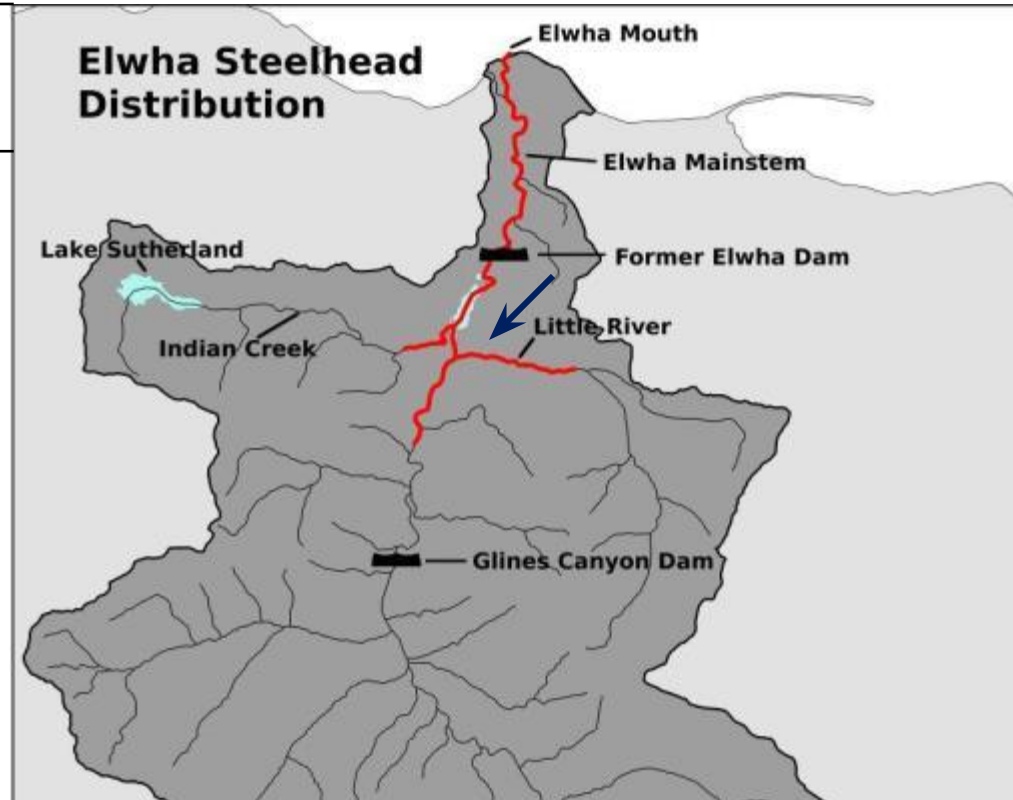 Elwha Steelhead
Distribution
Elwha Mouth
Elwha Mainstem
Lake Sutherland
Former Elwha Dam
Little River
Indian Creek
Glines Canyon Dam